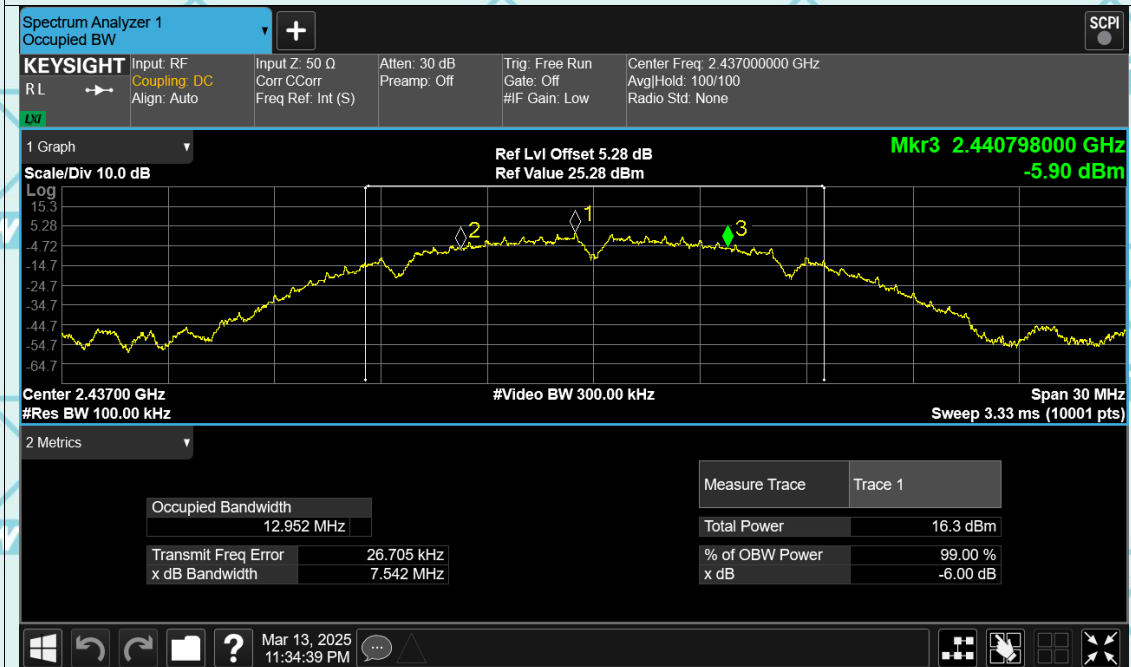 Spectrum Analyzer 1
Occupied BW
+
SCPI
KEYSIGHT
RL
LXI
Input: RF
Coupling: DC
Align: Auto
Input Z: 50 Ω
Corr CCorr
Freq Ref: Int (S)
Atten: 30 dB
Preamp: Off
Trig: Free Run
Gate: Off
#IF Gain: Low
Center Freq: 2.437000000 GHz
Avg|Hold: 100/100
Radio Std: None
1 Graph
Scale/Div 10.0 dB
Ref Lvl Offset 5.28 dB
Ref Value 25.28 dBm
Mkr3 2.440798000 GHz
-5.90 dBm
Log
15.3
5.28
-4.72
-14.7
-24.7
-34.7
-44.7
-54.7
-64.7
2
1
3
Center 2.43700 GHz
#Video BW 300.00 kHz
Span 30 MHz
#Res BW 100.00 kHz
Sweep 3.33 ms (10001 pts)
2 Metrics
Occupied Bandwidth
12.952 MHz
Transmit Freq Error 26.705 kHz
x dB Bandwidth 7.542 MHz
Measure Trace Trace 1
Total Power 16.3 dBm
% of OBW Power 99.00 %
x dB -6.00 dB
?
Mar 13, 2025
11:34:39 PM